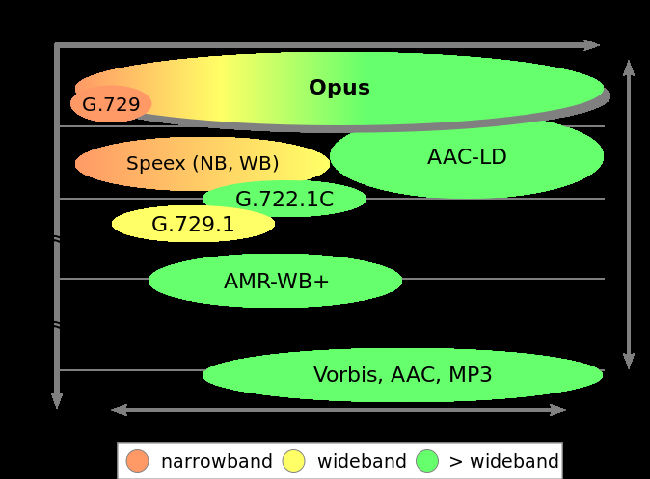 Opus
G.729
AAC-LD
Speex (NB, WB)
G.722.1C
G.729.1
AMR-WB+
Vorbis, AAC, MP3
narrowband wideband > wideband